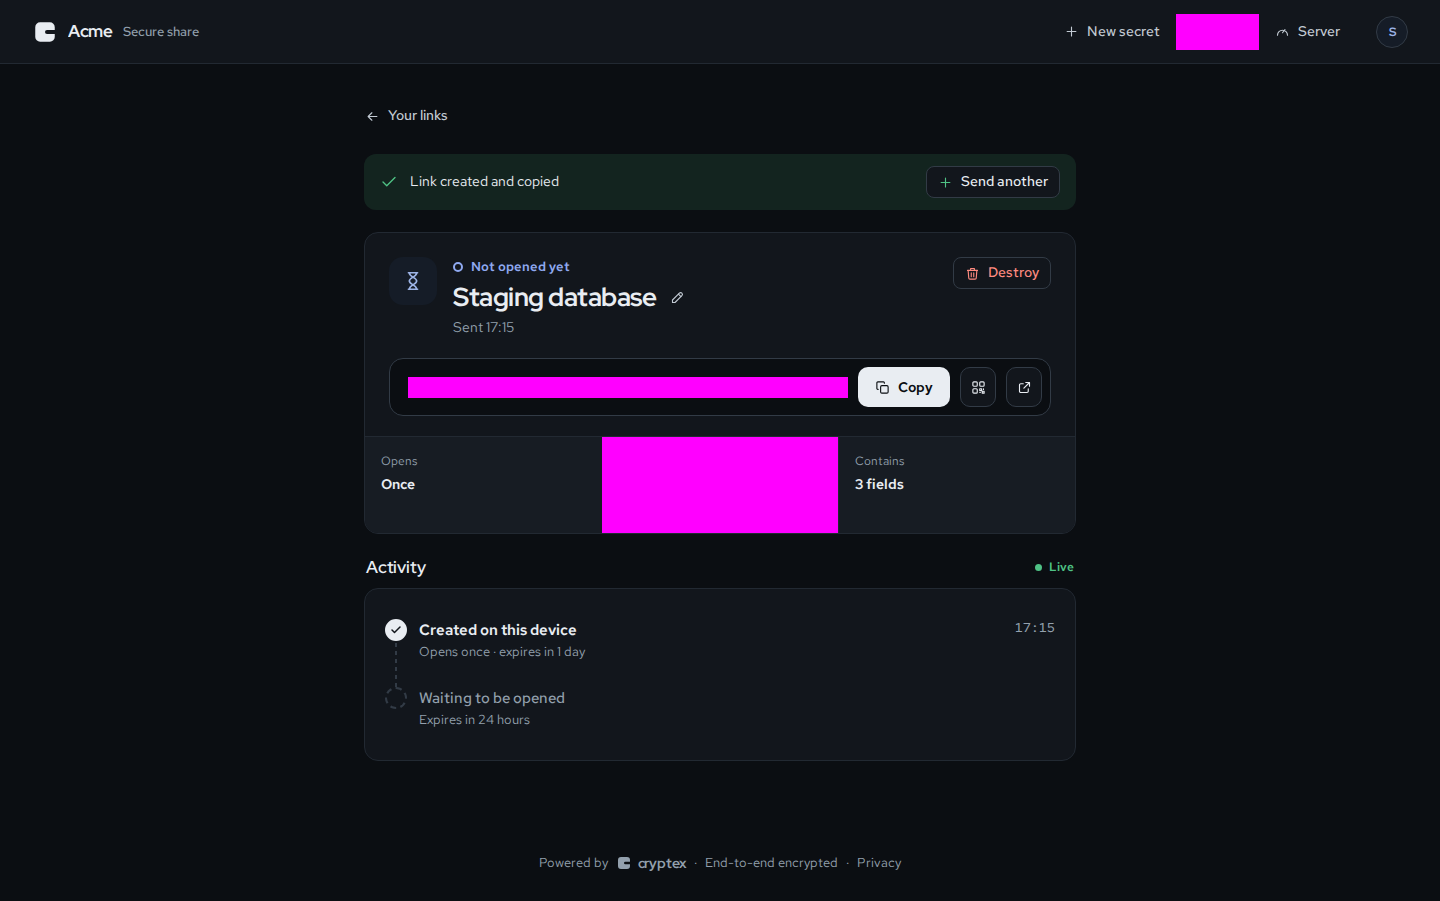 Acme Secure share
New secret
Server
S
Your links
Link created and copied
Send another
Not opened yet
Destroy
Staging database
Sent 17:15
Copy
Opens
Contains
Once
3 fields
Activity
Live
Created on this device
17:15
Opens once · expires in 1 day
Waiting to be opened
Expires in 24 hours
Powered by cryptex · End-to-end encrypted · Privacy